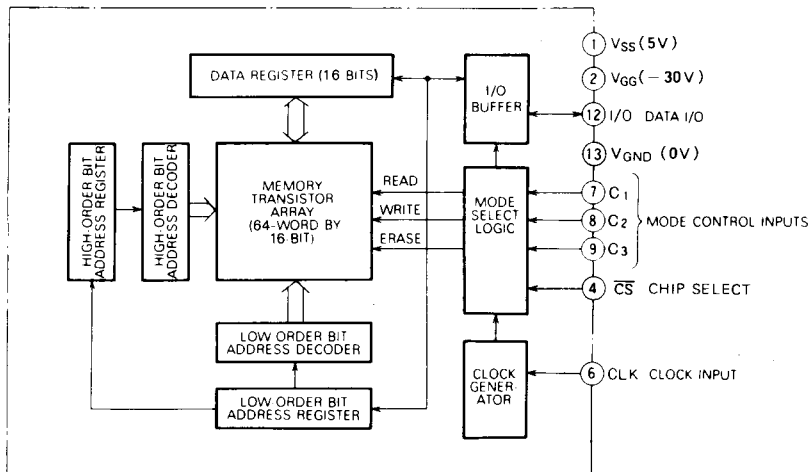 DATA REGISTER (16 BITS)
I/O
BUFFER
1 VSS (5V)
2 VGG (−30V)
12 I/O DATA I/O
13 VGND (0V)
HIGH-ORDER BIT
ADDRESS REGISTER
HIGH-ORDER BIT
ADDRESS DECODER
MEMORY
TRANSISTOR
ARRAY
(64-WORD BY
16-BIT)
READ
WRITE
ERASE
MODE
SELECT
LOGIC
7 C1
8 C2
9 C3
MODE CONTROL INPUTS
4 C̅S̅ CHIP SELECT
LOW-ORDER BIT
ADDRESS DECODER
LOW-ORDER BIT
ADDRESS REGISTER
CLOCK
GENER-
ATOR
6 CLK CLOCK INPUT